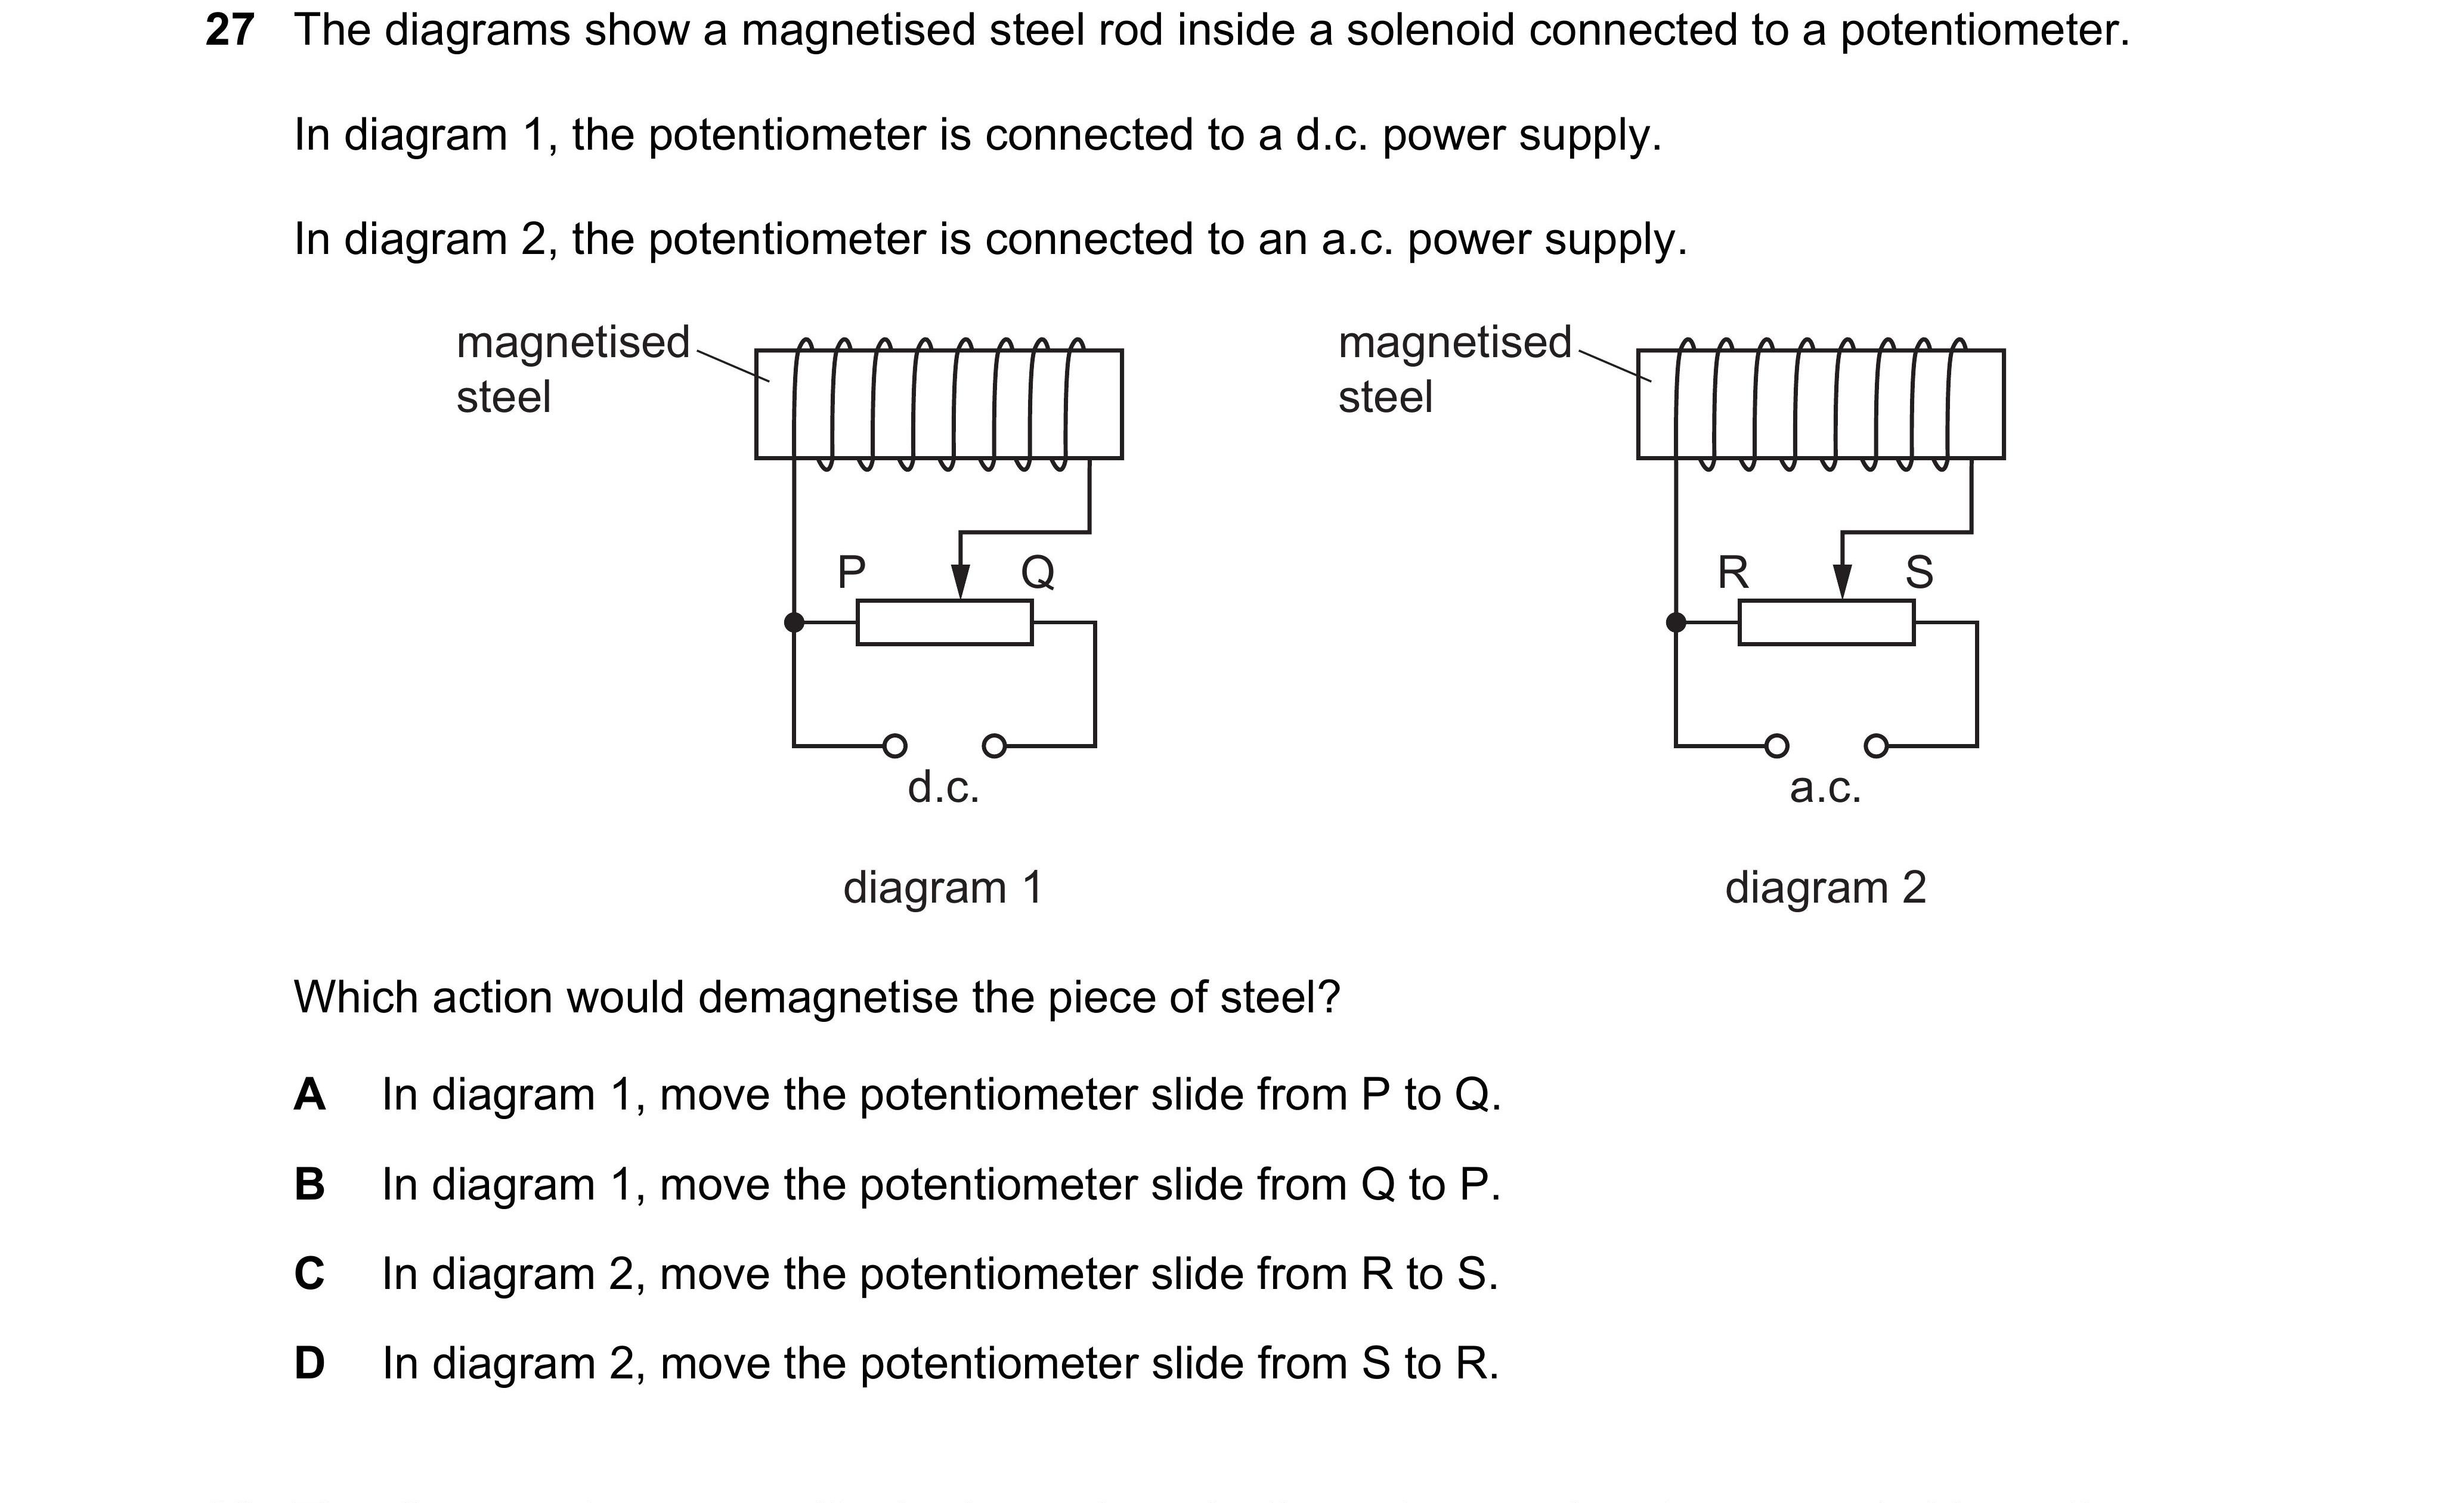 27 The diagrams show a magnetised steel rod inside a solenoid connected to a potentiometer.
In diagram 1, the potentiometer is connected to a d.c. power supply.
In diagram 2, the potentiometer is connected to an a.c. power supply.
magnetised
steel
P
Q
d.c.
diagram 1
magnetised
steel
R
S
a.c.
diagram 2
Which action would demagnetise the piece of steel?
A In diagram 1, move the potentiometer slide from P to Q.
B In diagram 1, move the potentiometer slide from Q to P.
C In diagram 2, move the potentiometer slide from R to S.
D In diagram 2, move the potentiometer slide from S to R.